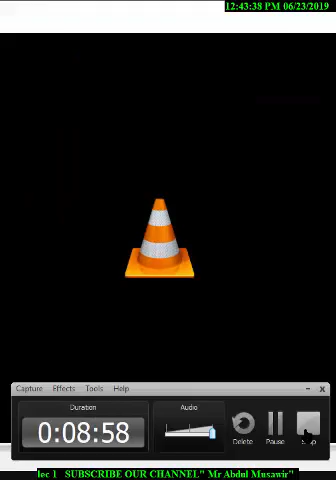 12:43:38 PM 06/23/2019
Capture Effects Tools Help
Duration
Audio
0:08:58
Delete
Pause
lec 1 SUBSCRIBE OUR CHANNEL" Mr Abdul Musawir"